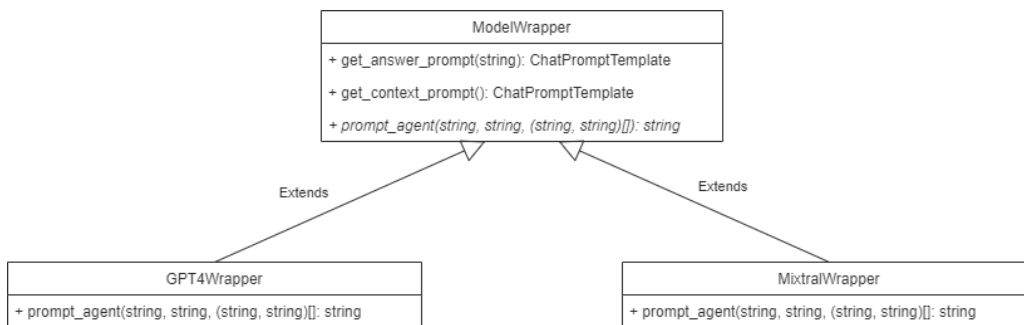 ModelWrapper
+ get_answer_prompt(string): ChatPromptTemplate
+ get_context_prompt(): ChatPromptTemplate
+ prompt_agent(string, string, (string, string)[]): string
Extends
Extends
GPT4Wrapper
+ prompt_agent(string, string, (string, string)[]: string
MixtralWrapper
+ prompt_agent(string, string, (string, string)[]: string